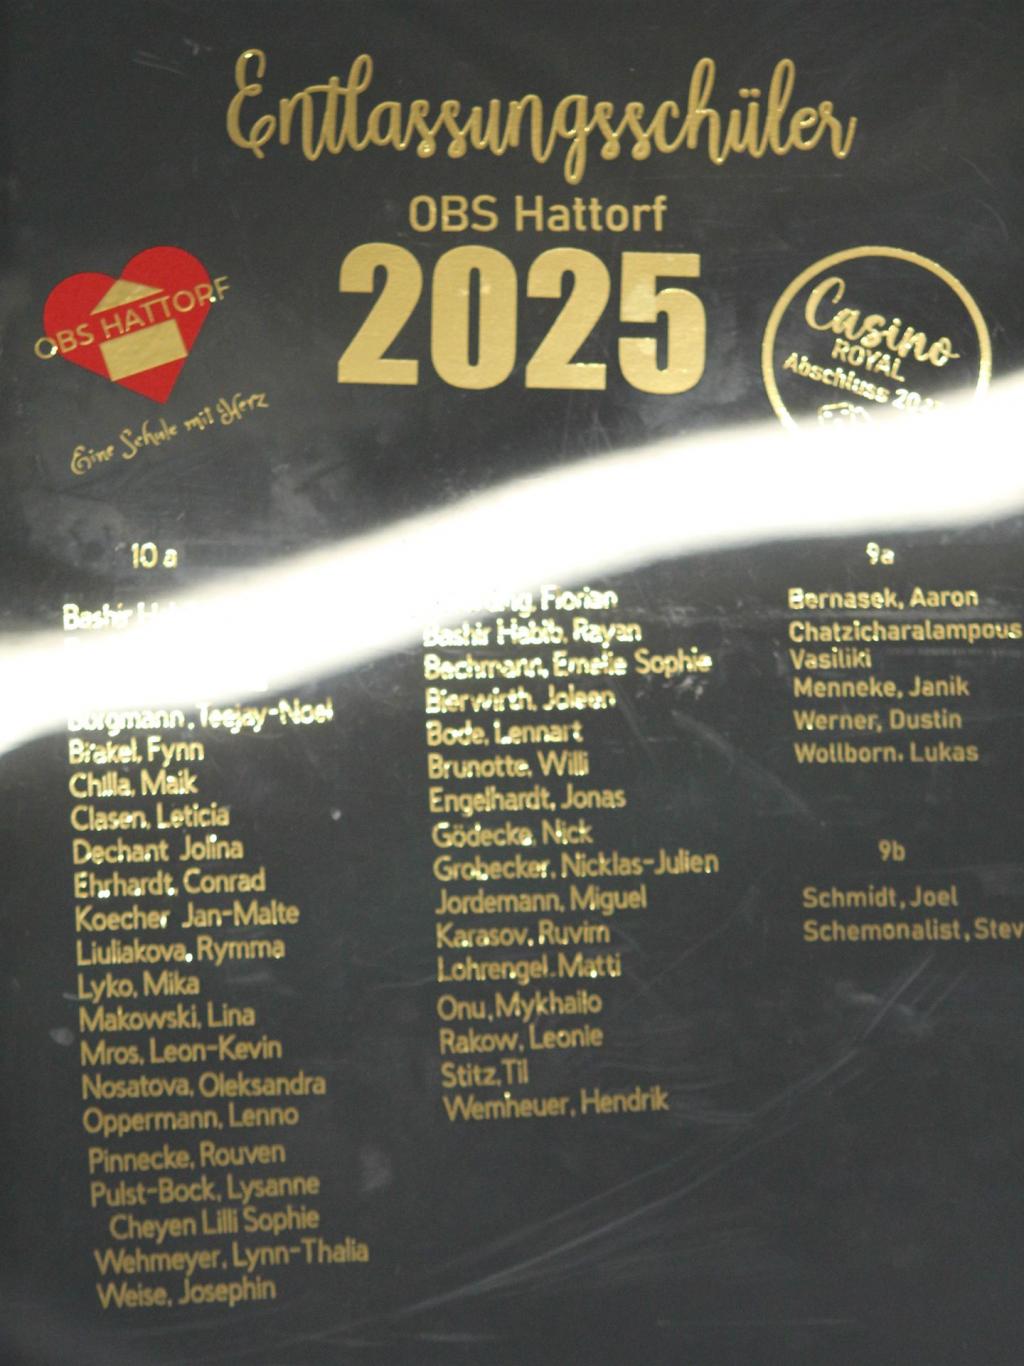 Entlassungsschüler
OBS Hattorf
2025
OBS HATTORF
Eine Schule mit Herz
Casino
ROYAL
Abschluss
10 a
Bashir
Borgmann, Teejay-Noel
Brakel, Fynn
Chilla, Maik
Clasen, Leticia
Dechant Jolina
Ehrhardt, Conrad
Koecher Jan-Malte
Liuliakova, Rymma
Lyko, Mika
Makowski, Lina
Mros, Leon-Kevin
Nosatova, Oleksandra
Oppermann, Lenno
Pinnecke, Rouven
Pulst-Bock, Lysanne
Cheyen Lilli Sophie
Wehmeyer, Lynn-Thalia
Weise, Josephin
Florian
Bashir Habib, Rayan
Bechmann, Emelie Sophie
Bierwirth, Joleen
Bode, Lennart
Brunotte, Willi
Engelhardt, Jonas
Gödecke, Nick
Grobecker, Nicklas-Julien
Jordemann, Miguel
Karasov, Ruvim
Lohrengel, Matti
Onu, Mykhailo
Rakow, Leonie
Stitz, Til
Wemheuer, Hendrik
9a
Bernasek, Aaron
Chatzicharalampous
Vasiliki
Menneke, Janik
Werner, Dustin
Wollborn, Lukas
9b
Schmidt, Joel
Schemonalist, Stev